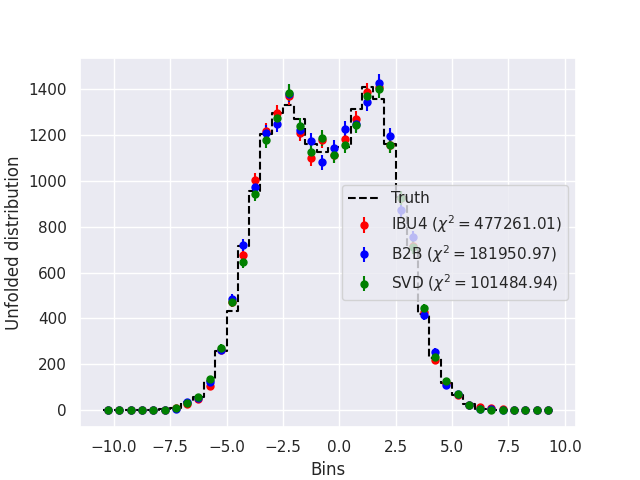 1400
1200
1000
800
600
400
200
0
Unfolded distribution
Truth
IBU4 (χ² = 477261.01)
B2B (χ² = 181950.97)
SVD (χ² = 101484.94)
−10.0 −7.5 −5.0 −2.5 0.0 2.5 5.0 7.5 10.0
Bins